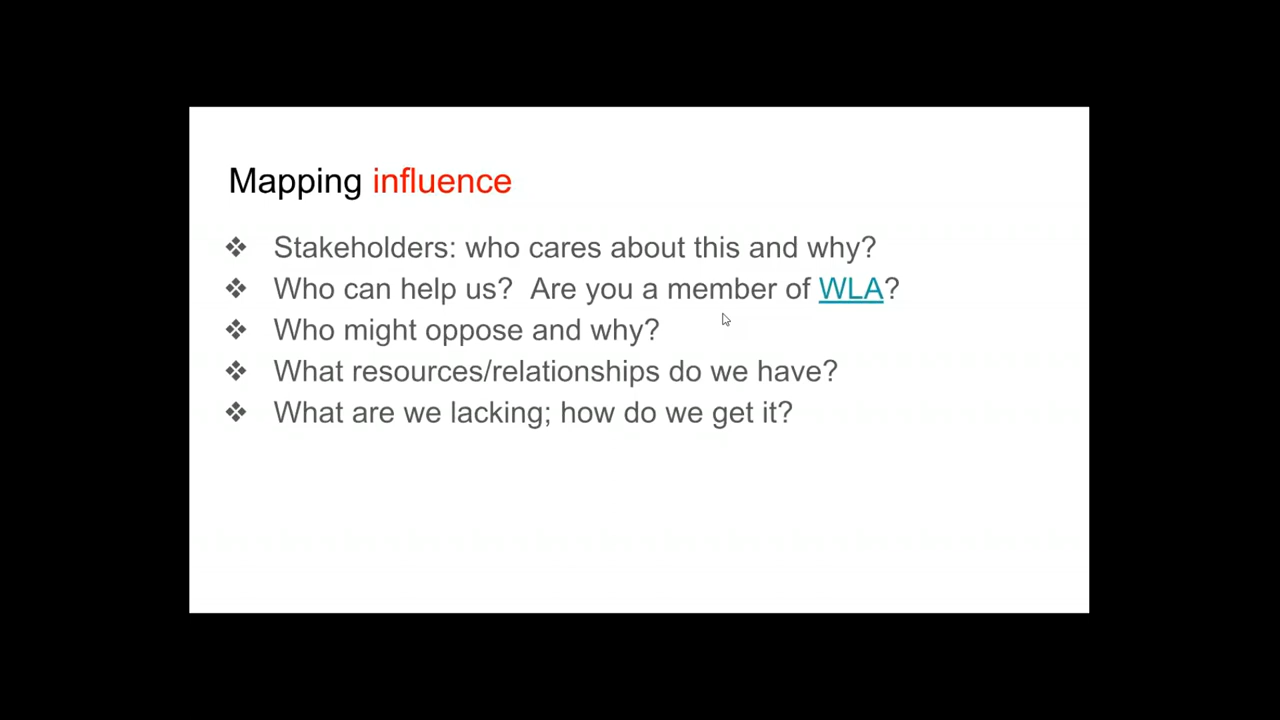 Mapping influence
❖ Stakeholders: who cares about this and why?
❖ Who can help us?  Are you a member of WLA?
❖ Who might oppose and why?
❖ What resources/relationships do we have?
❖ What are we lacking; how do we get it?